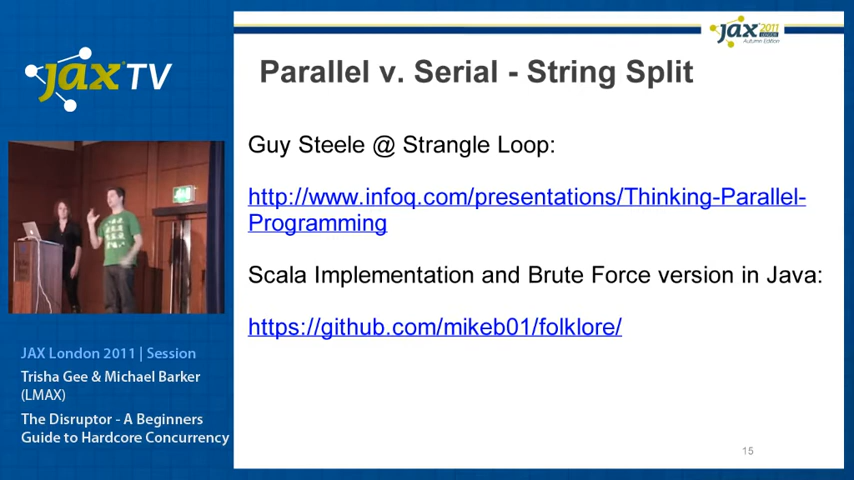 JAX TV
JAX London 2011 | Session
Trisha Gee & Michael Barker
(LMAX)
The Disruptor - A Beginners
Guide to Hardcore Concurrency
jax 2011
LONDON
Autumn Edition
Parallel v. Serial - String Split
Guy Steele @ Strangle Loop:
http://www.infoq.com/presentations/Thinking-Parallel-
Programming
Scala Implementation and Brute Force version in Java:
https://github.com/mikeb01/folklore/
15